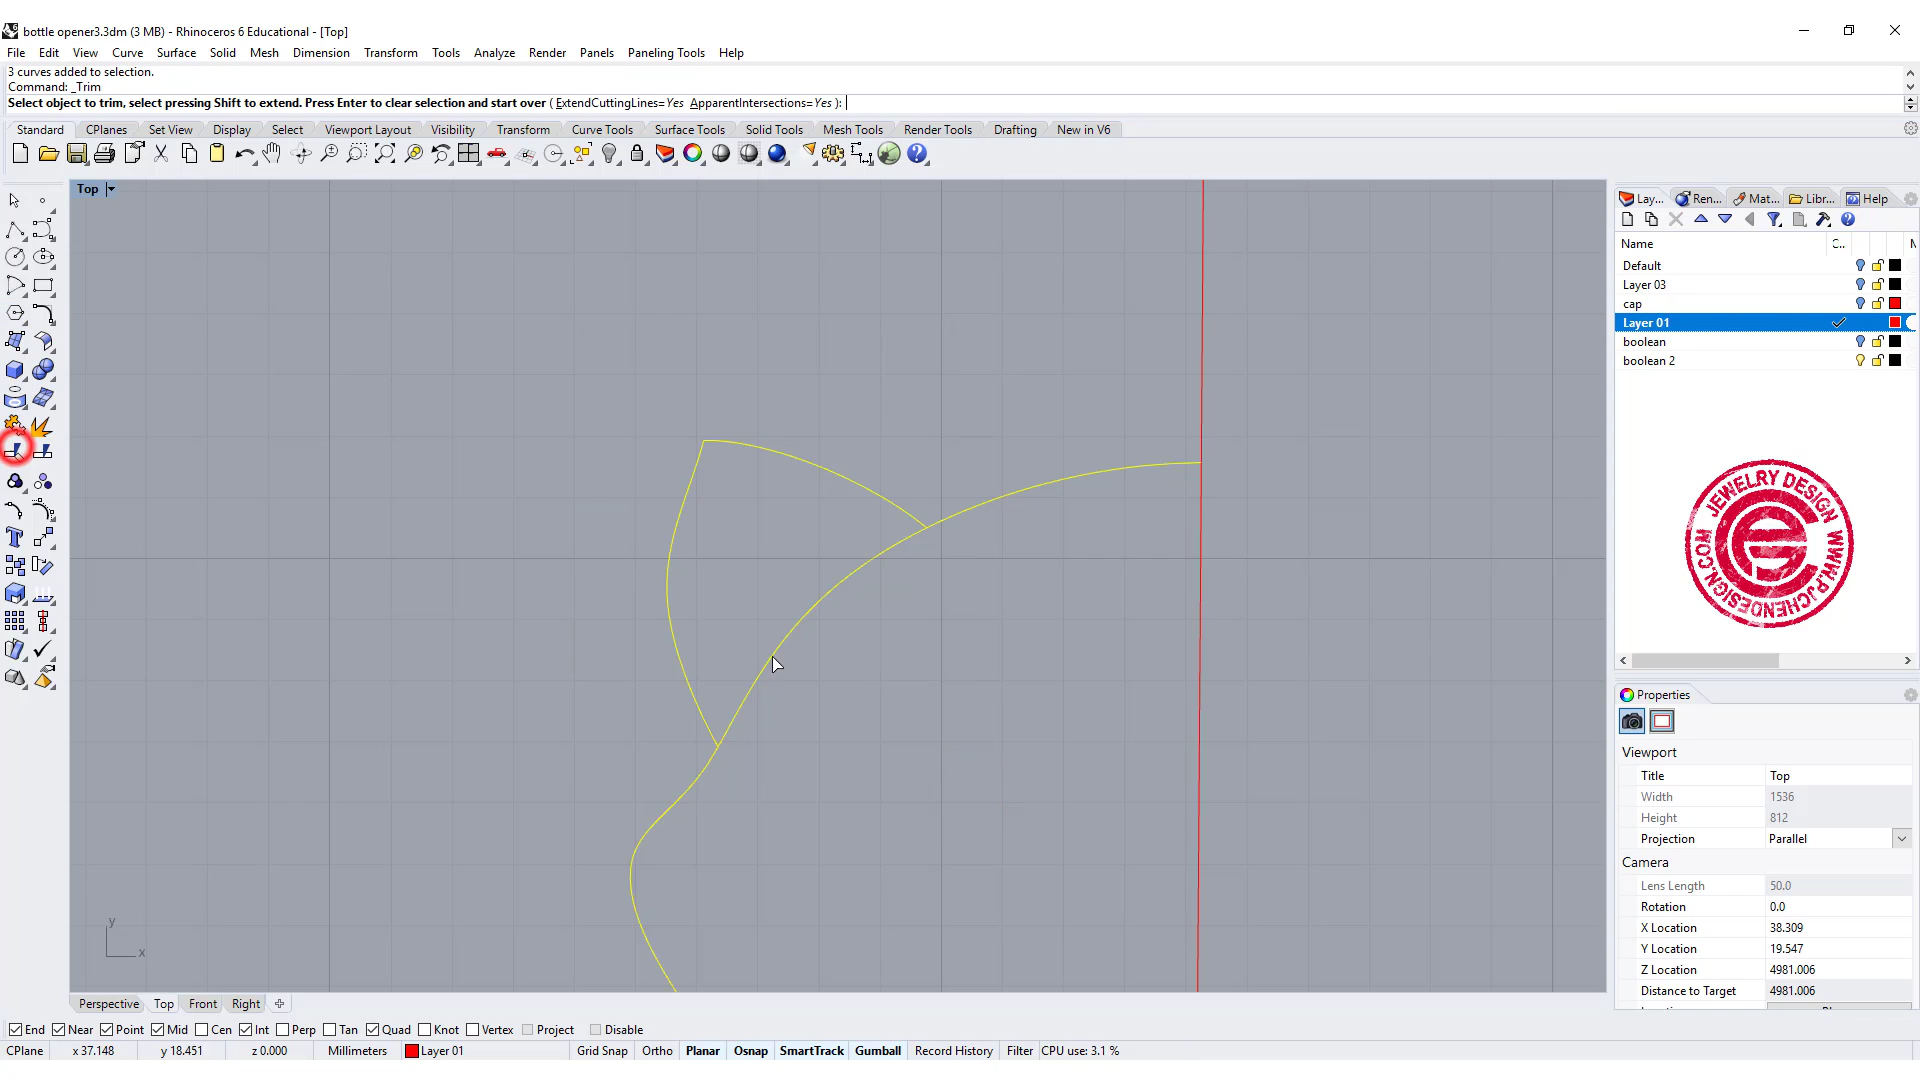 bottle opener3.3dm (3 MB) - Rhinoceros 6 Educational - [Top]
File Edit View Curve Surface Solid Mesh Dimension Transform Tools Analyze Render Panels Paneling Tools Help
3 curves added to selection.
Command: _Trim
Select object to trim, select pressing Shift to extend. Press Enter to clear selection and start over ( ExtendCuttingLines=Yes ApparentIntersections=Yes ):
Standard CPlanes Set View Display Select Viewport Layout Visibility Transform Curve Tools Surface Tools Solid Tools Mesh Tools Render Tools Drafting New in V6
Top
Lay... Ren... Mat... Libr... Help
Name C.. M
Default
Layer 03
cap
Layer 01
boolean
boolean 2
JEWELRY DESIGN
WWW.PJCHENDESIGN.COM
Properties
Viewport
Title Top
Width 1536
Height 812
Projection Parallel
Camera
Lens Length 50.0
Rotation 0.0
X Location 38.309
Y Location 19.547
Z Location 4981.006
Distance to Target 4981.006
y
x
Perspective Top Front Right
End Near Point Mid Cen Int Perp Tan Quad Knot Vertex Project Disable
CPlane x 37.148 y 18.451 z 0.000 Millimeters Layer 01 Grid Snap Ortho Planar Osnap SmartTrack Gumball Record History Filter CPU use: 3.1 %